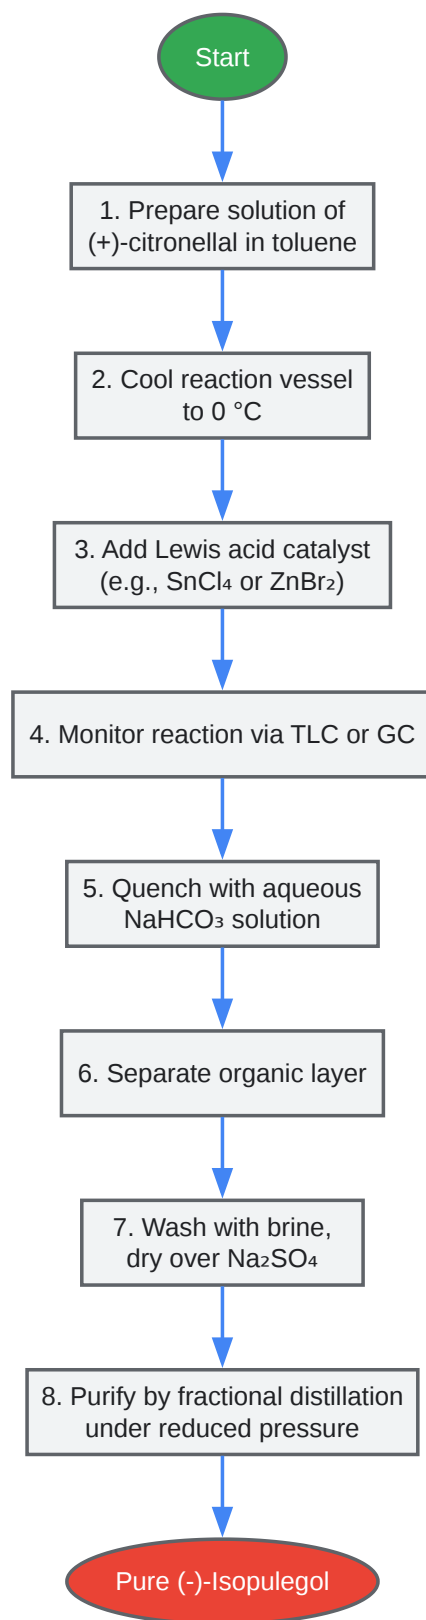 Start
1. Prepare solution of
(+)-citronellal in toluene
2. Cool reaction vessel
to 0 °C
3. Add Lewis acid catalyst
(e.g., SnCl₄ or ZnBr₂)
4. Monitor reaction via TLC or GC
5. Quench with aqueous
NaHCO₃ solution
6. Separate organic layer
7. Wash with brine,
dry over Na₂SO₄
8. Purify by fractional distillation
under reduced pressure
Pure (-)-Isopulegol